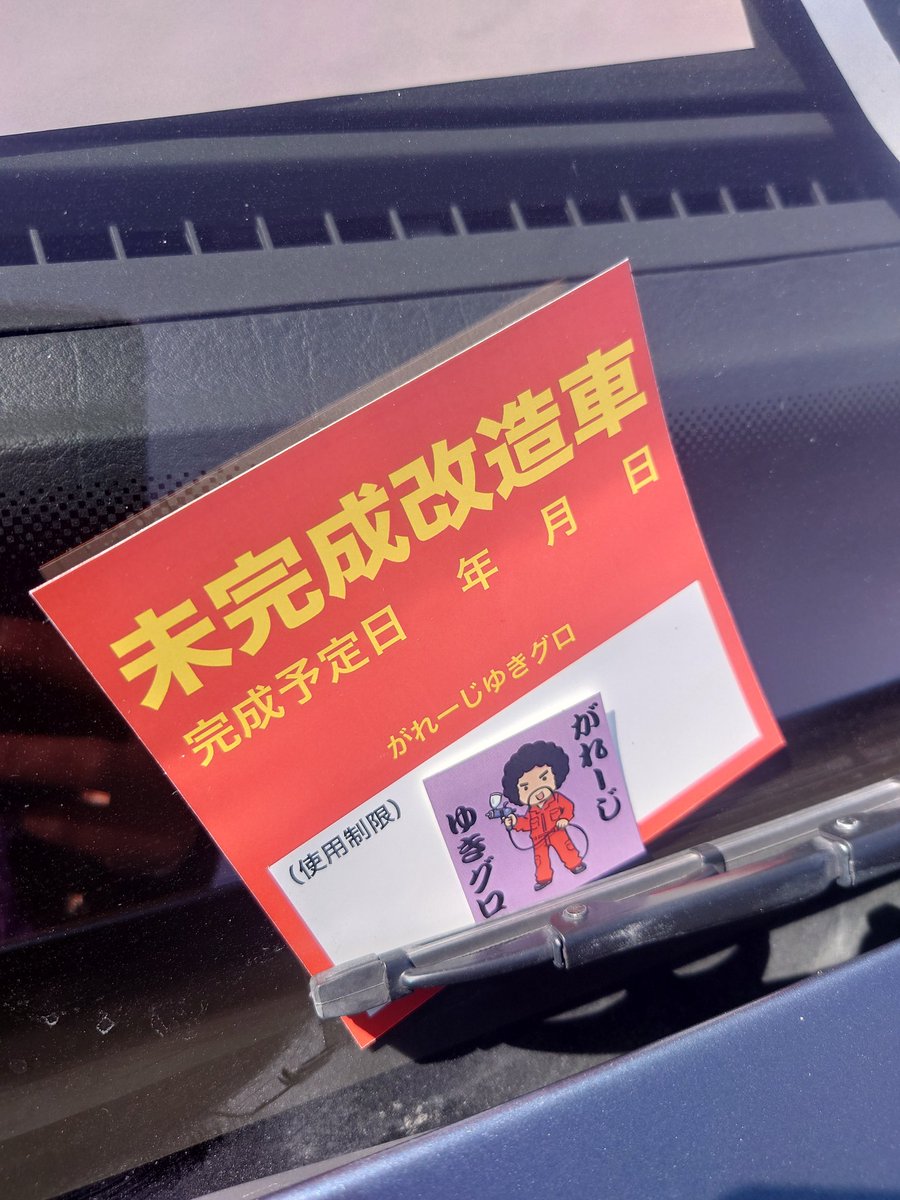 未完成改造車
完成予定日 年 月 日
がれーじゆきグロ
(使用制限)
がれーじ
ゆきグロ